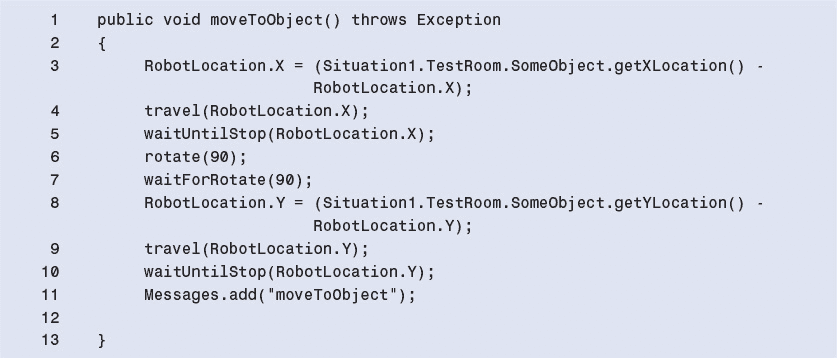 1 public void moveToObject() throws Exception
2 {
3 RobotLocation.X = (Situation1.TestRoom.SomeObject.getXLocation() -
RobotLocation.X);
4 travel(RobotLocation.X);
5 waitUntilStop(RobotLocation.X);
6 rotate(90);
7 waitForRotate(90);
8 RobotLocation.Y = (Situation1.TestRoom.SomeObject.getYLocation() -
RobotLocation.Y);
9 travel(RobotLocation.Y);
10 waitUntilStop(RobotLocation.Y);
11 Messages.add("moveToObject");
12
13 }